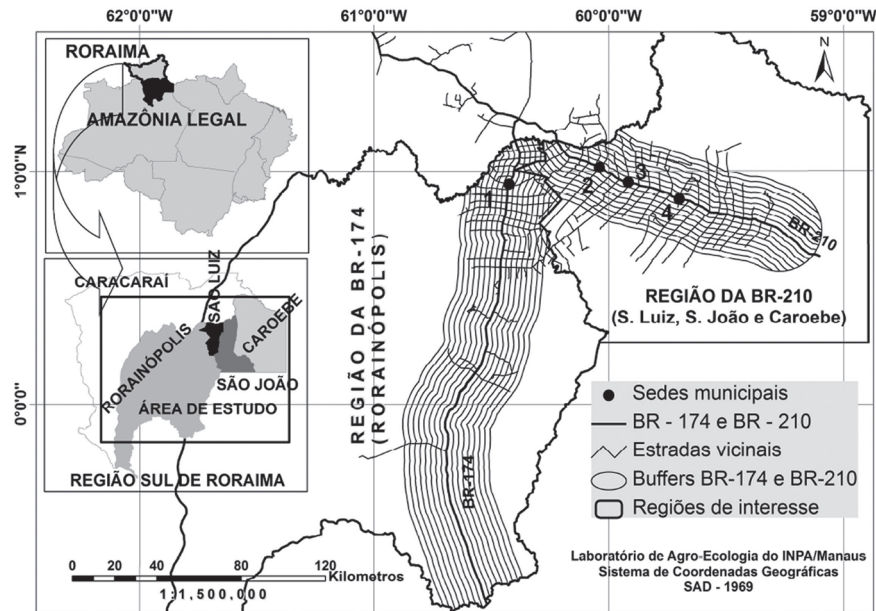 62°0'0"W
61°0'0"W
60°0'0"W
59°0'0"W
RORAIMA
AMAZÔNIA LEGAL
N
1°0'0"N
0°0'0"
1
2
3
4
BR-210
REGIÃO DA BR-174
(RORAINÓPOLIS)
REGIÃO DA BR-210
(S. Luiz, S. João e Caroebe)
CARACARAÍ
SÃO LUIZ
CAROEBE
RORAINÓPOLIS
SÃO JOÃO
ÁREA DE ESTUDO
REGIÃO SUL DE RORAIMA
BR-174
Sedes municipais
BR - 174 e BR - 210
Estradas vicinais
Buffers BR-174 e BR-210
Regiões de interesse
0 20 40 80 120
Kilometros
1:1,500,000
Laboratório de Agro-Ecologia do INPA/Manaus
Sistema de Coordenadas Geográficas
SAD - 1969